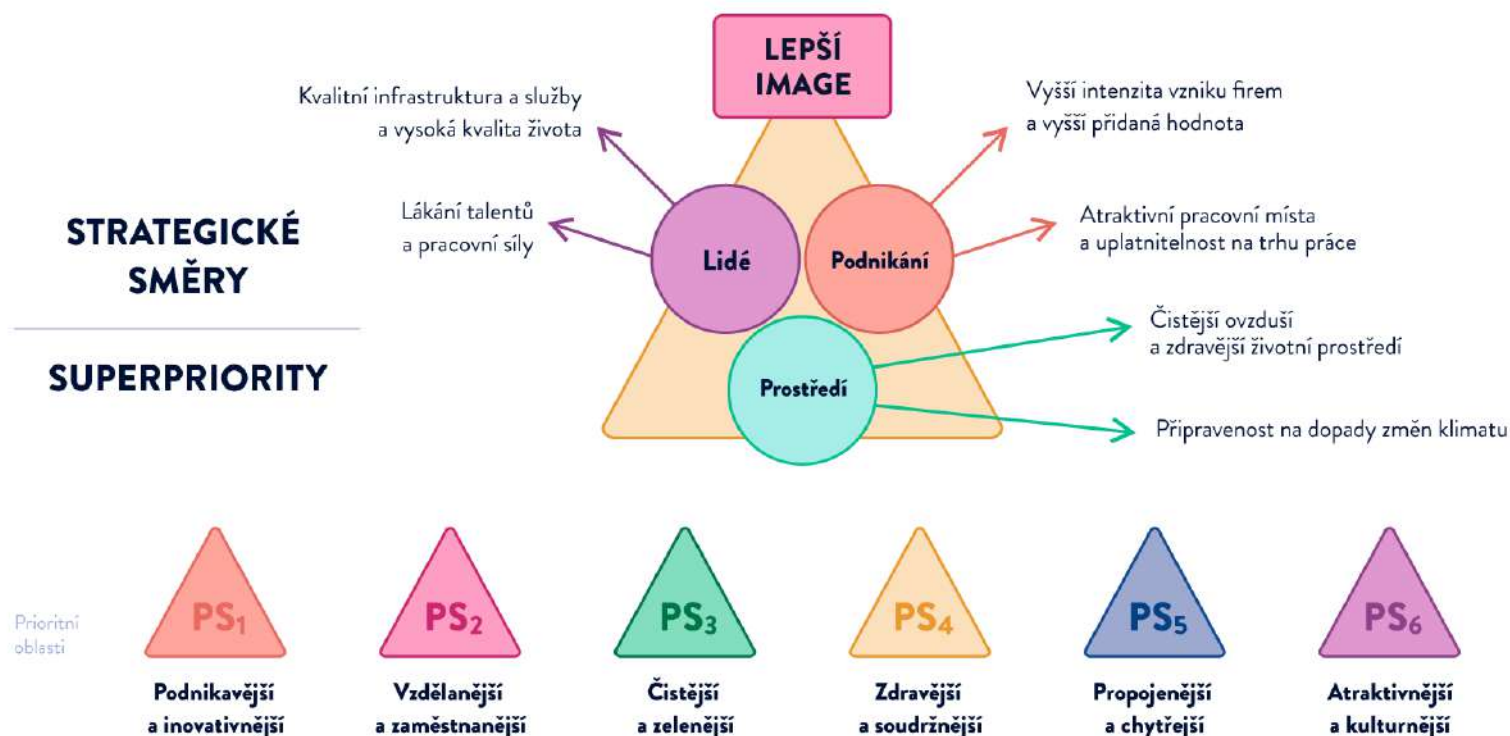 LEPŠÍ
IMAGE
Kvalitní infrastruktura a služby
a vysoká kvalita života
Vyšší intenzita vzniku firem
a vyšší přidaná hodnota
Lákání talentů
a pracovní síly
Atraktivní pracovní místa
a uplatnitelnost na trhu práce
STRATEGICKÉ
SMĚRY
Lidé
Podnikání
Čistější ovzduší
a zdravější životní prostředí
SUPERPRIORITY
Prostředí
Připravenost na dopady změn klimatu
Prioritní
oblasti
PS₁
PS₂
PS₃
PS₄
PS₅
PS₆
Podnikavější
a inovativnější
Vzdělanější
a zaměstnanější
Čistější
a zelenější
Zdravější
a soudržnější
Propojenější
a chytřejší
Atraktivnější
a kulturnější